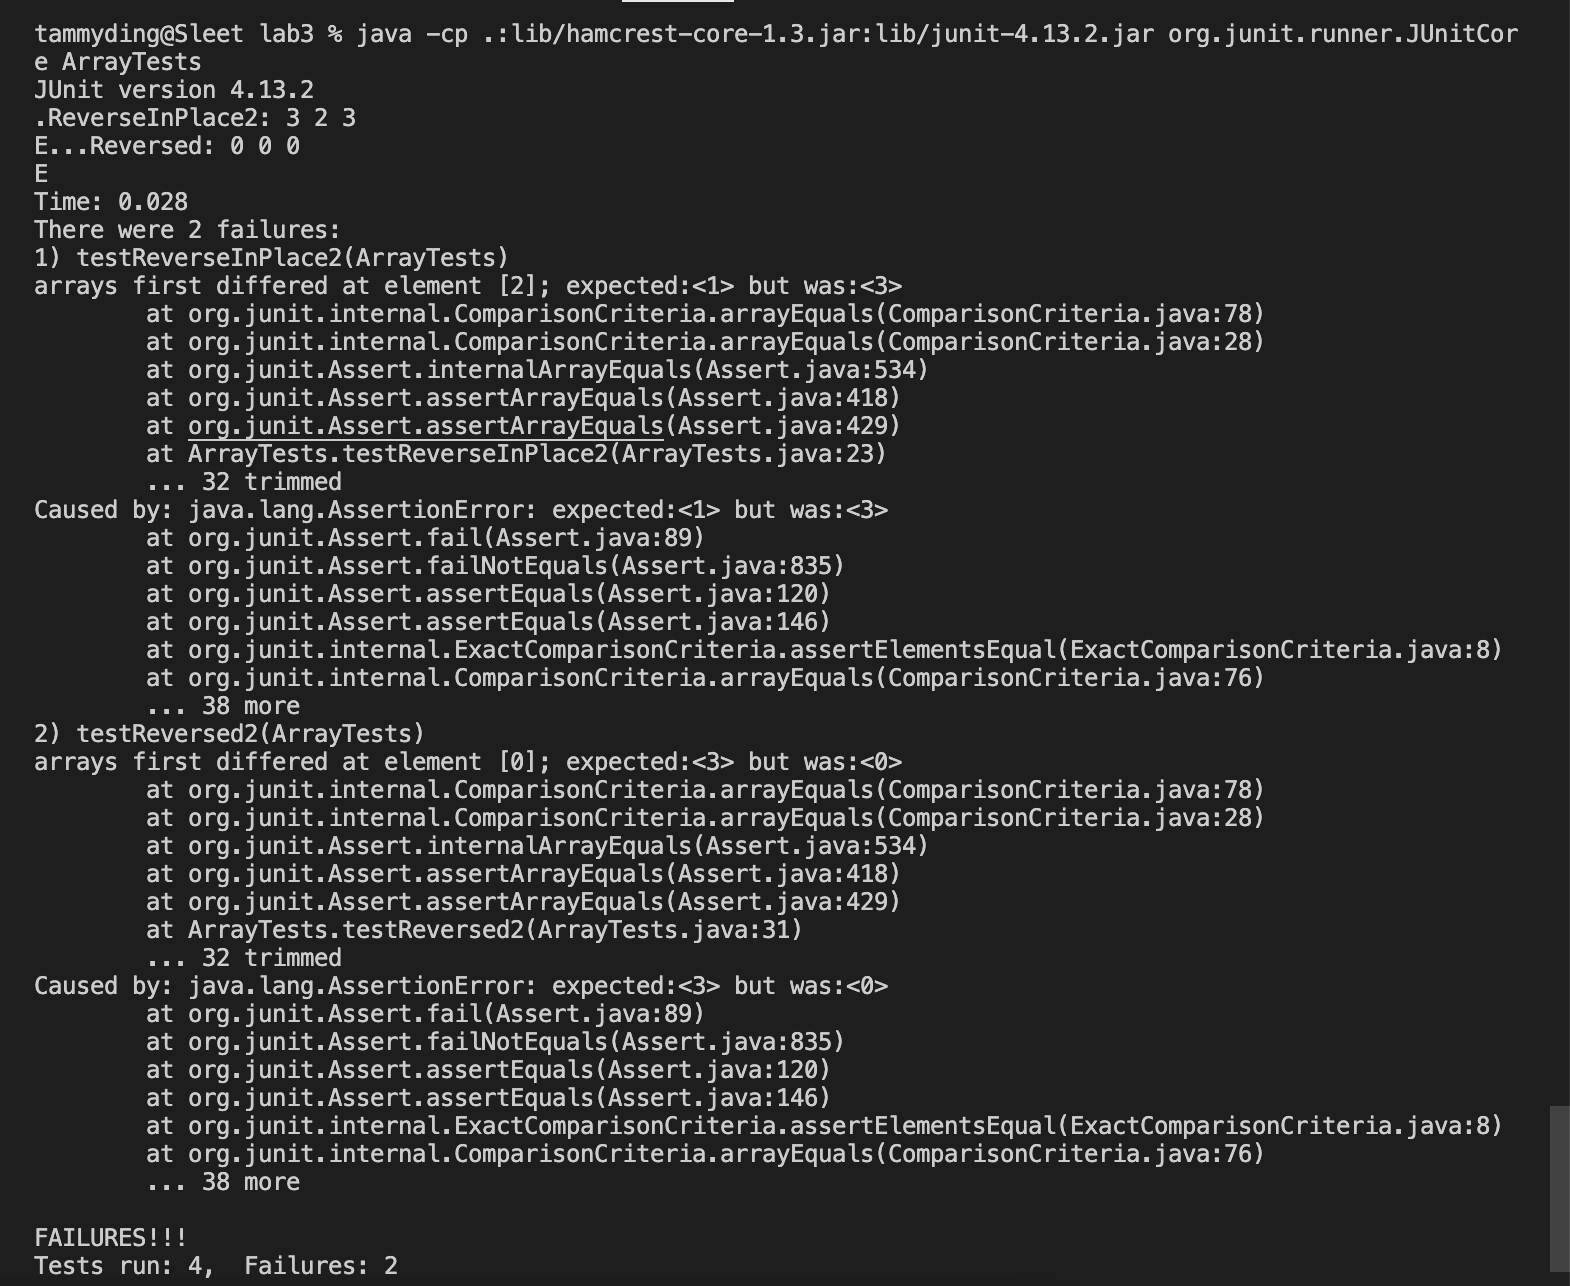 tammyding@Sleet lab3 % java -cp .:lib/hamcrest-core-1.3.jar:lib/junit-4.13.2.jar org.junit.runner.JUnitCor
e ArrayTests
JUnit version 4.13.2
.ReverseInPlace2: 3 2 3
E...Reversed: 0 0 0
E
Time: 0.028
There were 2 failures:
1) testReverseInPlace2(ArrayTests)
arrays first differed at element [2]; expected:<1> but was:<3>
        at org.junit.internal.ComparisonCriteria.arrayEquals(ComparisonCriteria.java:78)
        at org.junit.internal.ComparisonCriteria.arrayEquals(ComparisonCriteria.java:28)
        at org.junit.Assert.internalArrayEquals(Assert.java:534)
        at org.junit.Assert.assertArrayEquals(Assert.java:418)
        at org.junit.Assert.assertArrayEquals(Assert.java:429)
        at ArrayTests.testReverseInPlace2(ArrayTests.java:23)
        ... 32 trimmed
Caused by: java.lang.AssertionError: expected:<1> but was:<3>
        at org.junit.Assert.fail(Assert.java:89)
        at org.junit.Assert.failNotEquals(Assert.java:835)
        at org.junit.Assert.assertEquals(Assert.java:120)
        at org.junit.Assert.assertEquals(Assert.java:146)
        at org.junit.internal.ExactComparisonCriteria.assertElementsEqual(ExactComparisonCriteria.java:8)
        at org.junit.internal.ComparisonCriteria.arrayEquals(ComparisonCriteria.java:76)
        ... 38 more
2) testReversed2(ArrayTests)
arrays first differed at element [0]; expected:<3> but was:<0>
        at org.junit.internal.ComparisonCriteria.arrayEquals(ComparisonCriteria.java:78)
        at org.junit.internal.ComparisonCriteria.arrayEquals(ComparisonCriteria.java:28)
        at org.junit.Assert.internalArrayEquals(Assert.java:534)
        at org.junit.Assert.assertArrayEquals(Assert.java:418)
        at org.junit.Assert.assertArrayEquals(Assert.java:429)
        at ArrayTests.testReversed2(ArrayTests.java:31)
        ... 32 trimmed
Caused by: java.lang.AssertionError: expected:<3> but was:<0>
        at org.junit.Assert.fail(Assert.java:89)
        at org.junit.Assert.failNotEquals(Assert.java:835)
        at org.junit.Assert.assertEquals(Assert.java:120)
        at org.junit.Assert.assertEquals(Assert.java:146)
        at org.junit.internal.ExactComparisonCriteria.assertElementsEqual(ExactComparisonCriteria.java:8)
        at org.junit.internal.ComparisonCriteria.arrayEquals(ComparisonCriteria.java:76)
        ... 38 more

FAILURES!!!
Tests run: 4,  Failures: 2